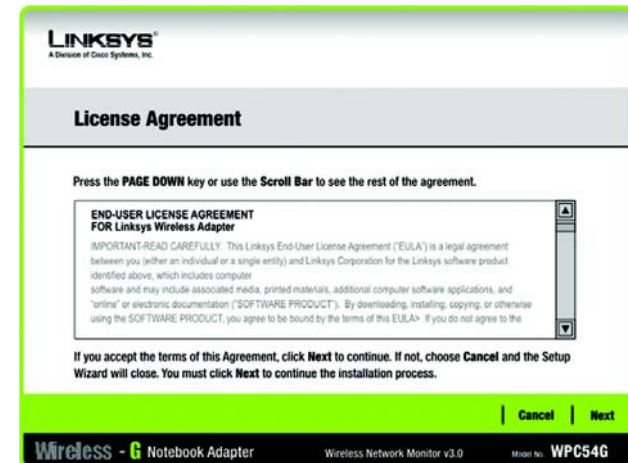 LINKSYS®
A Division of Cisco Systems, Inc.
License Agreement
Press the PAGE DOWN key or use the Scroll Bar to see the rest of the agreement.
END-USER LICENSE AGREEMENT
FOR Linksys Wireless Adapter
IMPORTANT-READ CAREFULLY: This Linksys End-User License Agreement ("EULA") is a legal agreement
between you (either an individual or a single entity) and Linksys Corporation for the Linksys software product
identified above, which includes computer
software and may include associated media, printed materials, additional computer software applications, and
"online" or electronic documentation ("SOFTWARE PRODUCT"). By downloading, installing, copying, or otherwise
using the SOFTWARE PRODUCT, you agree to be bound by the terms of this EULA> If you do not agree to the
If you accept the terms of this Agreement, click Next to continue. If not, choose Cancel and the Setup
Wizard will close. You must click Next to continue the installation process.
Cancel | Next
Wireless - G Notebook Adapter Wireless Network Monitor v3.0 Model No. WPC54G